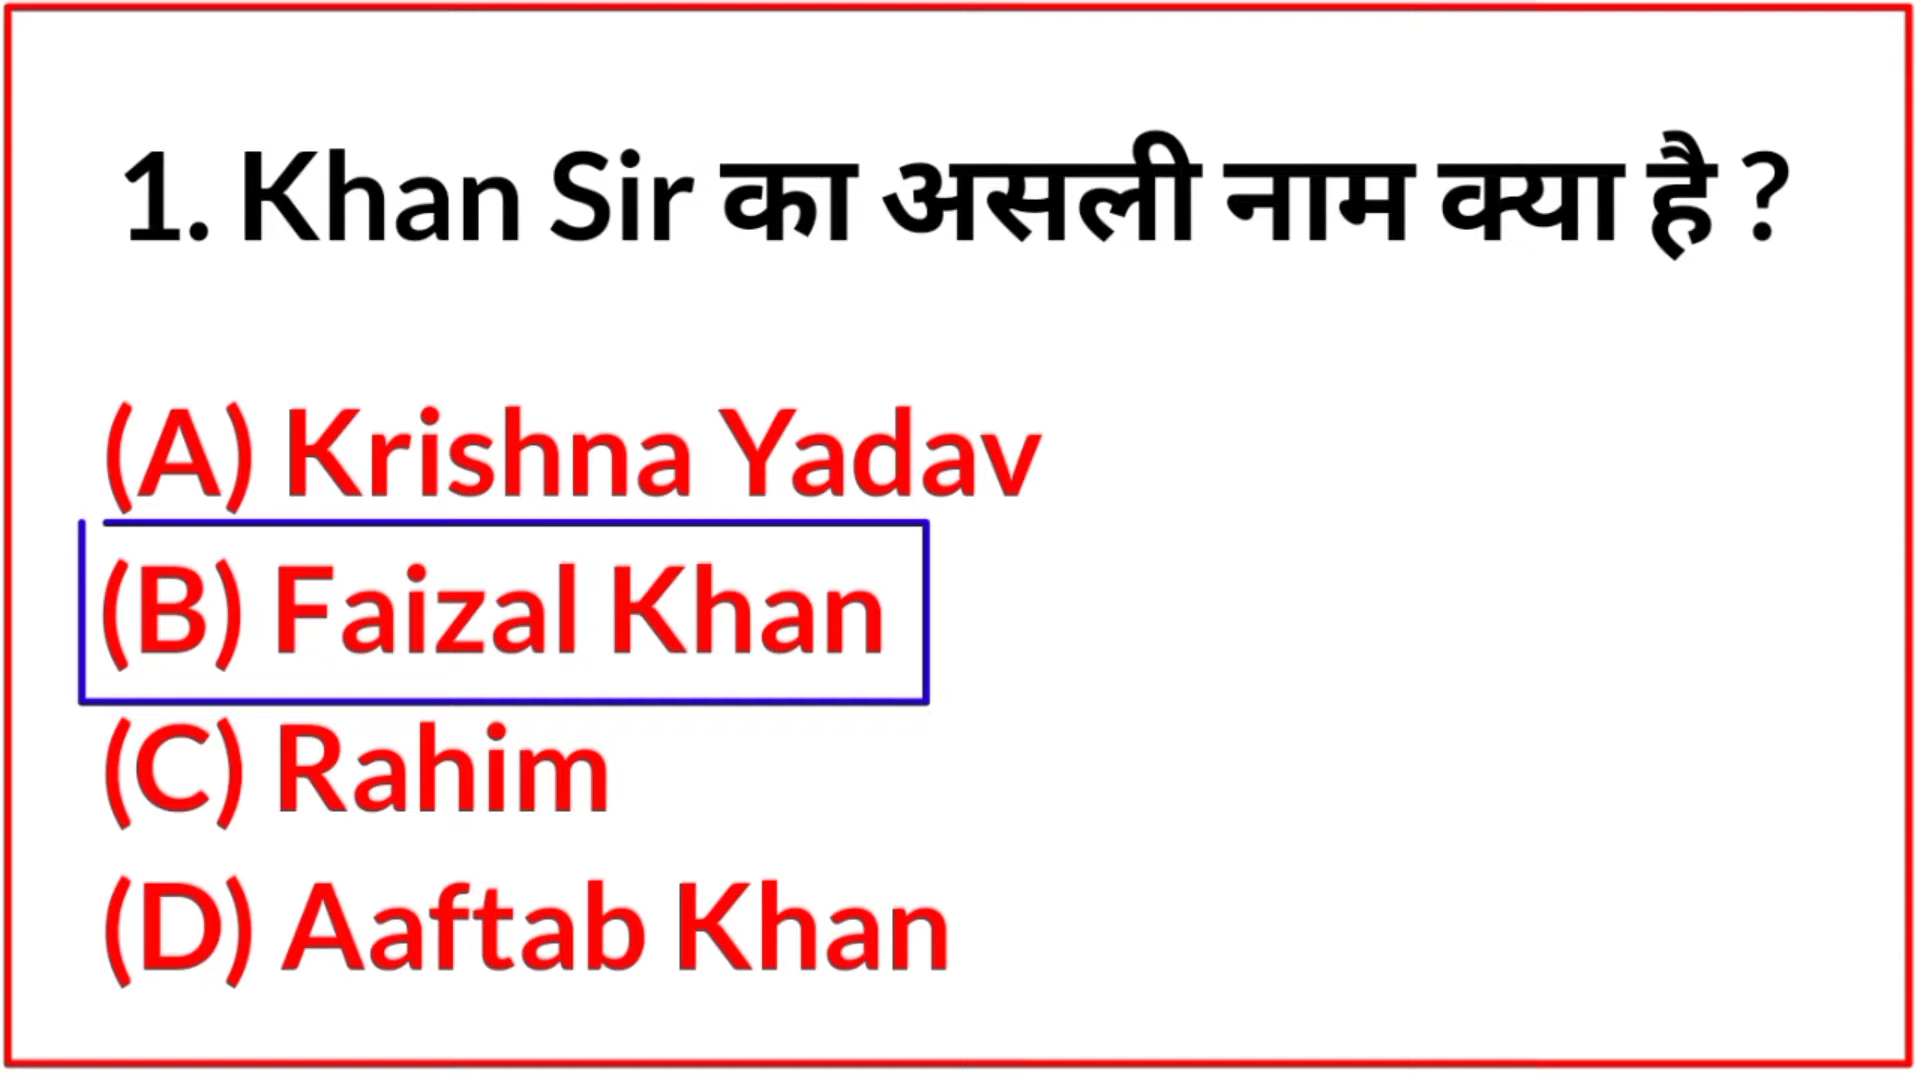 1. Khan Sir का असली नाम क्या है ?
(A) Krishna Yadav
(B) Faizal Khan
(C) Rahim
(D) Aaftab Khan